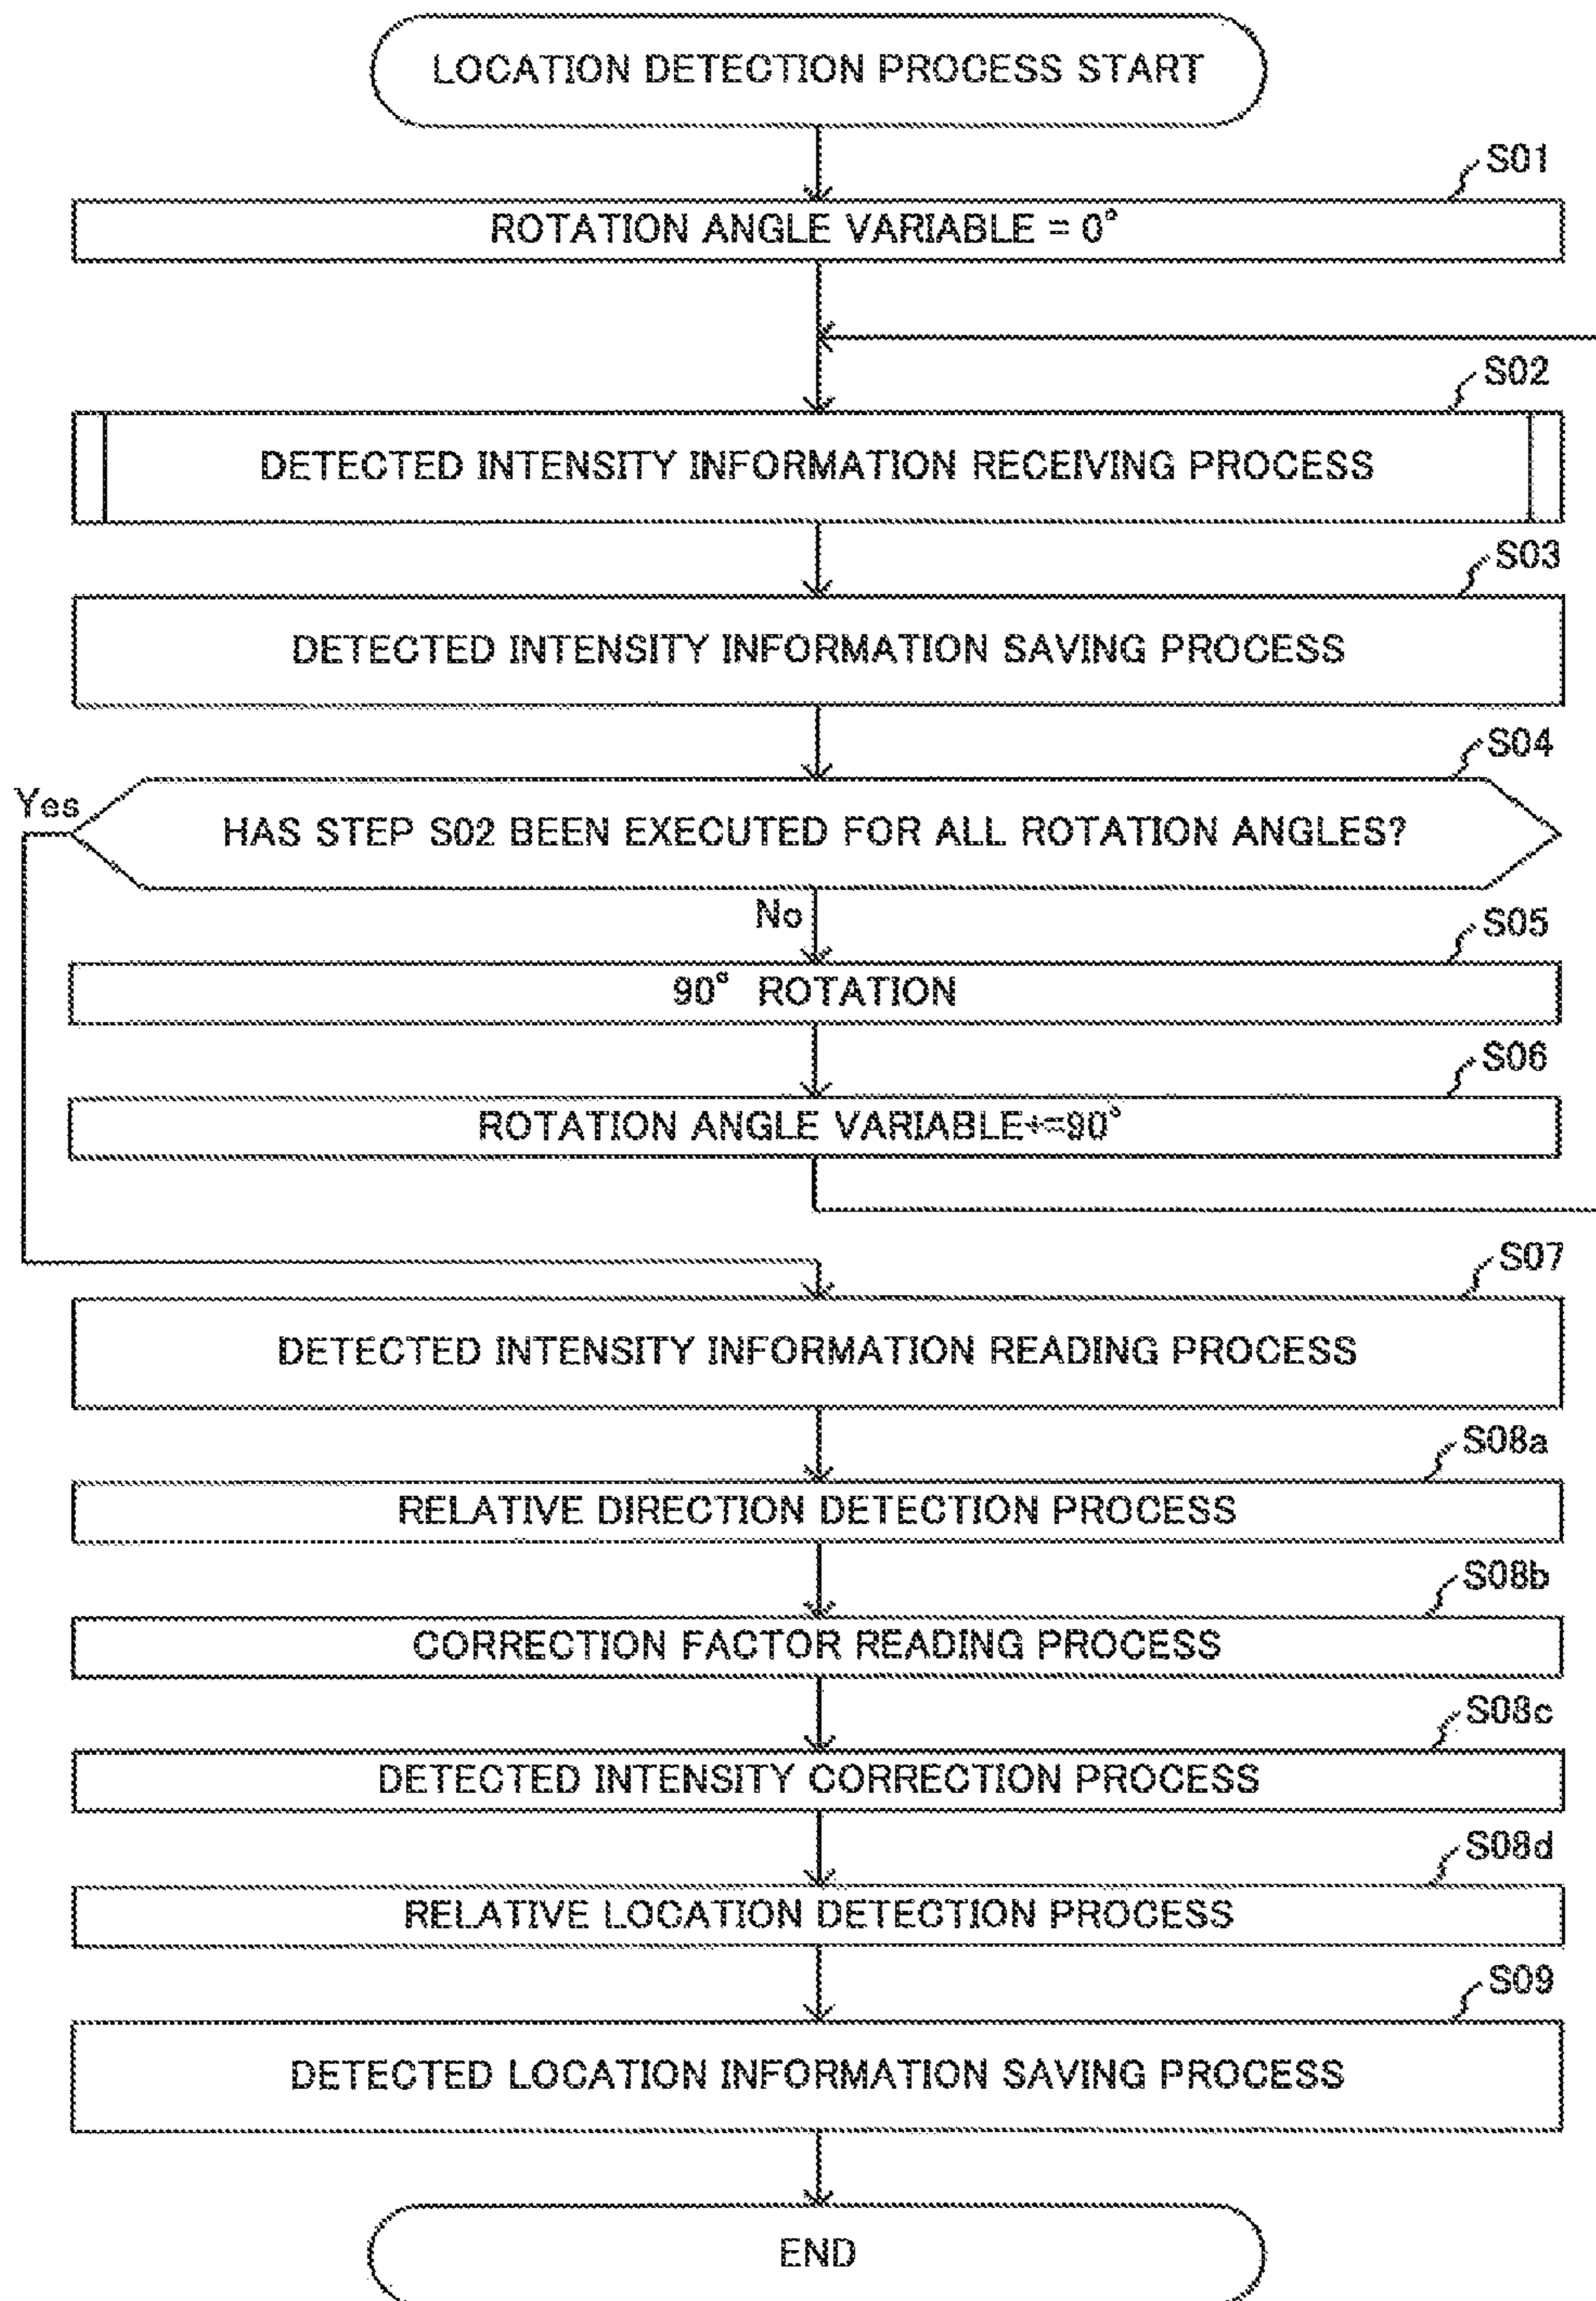 LOCATION DETECTION PROCESS START
S01
ROTATION ANGLE VARIABLE = 0°
S02
DETECTED INTENSITY INFORMATION RECEIVING PROCESS
S03
DETECTED INTENSITY INFORMATION SAVING PROCESS
S04
Yes
HAS STEP S02 BEEN EXECUTED FOR ALL ROTATION ANGLES?
No
S05
90° ROTATION
S06
ROTATION ANGLE VARIABLE+=90°
S07
DETECTED INTENSITY INFORMATION READING PROCESS
S08a
RELATIVE DIRECTION DETECTION PROCESS
S08b
CORRECTION FACTOR READING PROCESS
S08c
DETECTED INTENSITY CORRECTION PROCESS
S08d
RELATIVE LOCATION DETECTION PROCESS
S09
DETECTED LOCATION INFORMATION SAVING PROCESS
END